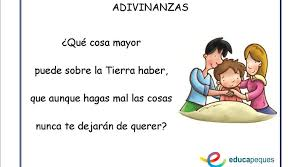 ADIVINANZAS
¿Qué cosa mayor
puede sobre la Tierra haber,
que aunque hagas mal las cosas
nunca te dejarán de querer?
educapeques